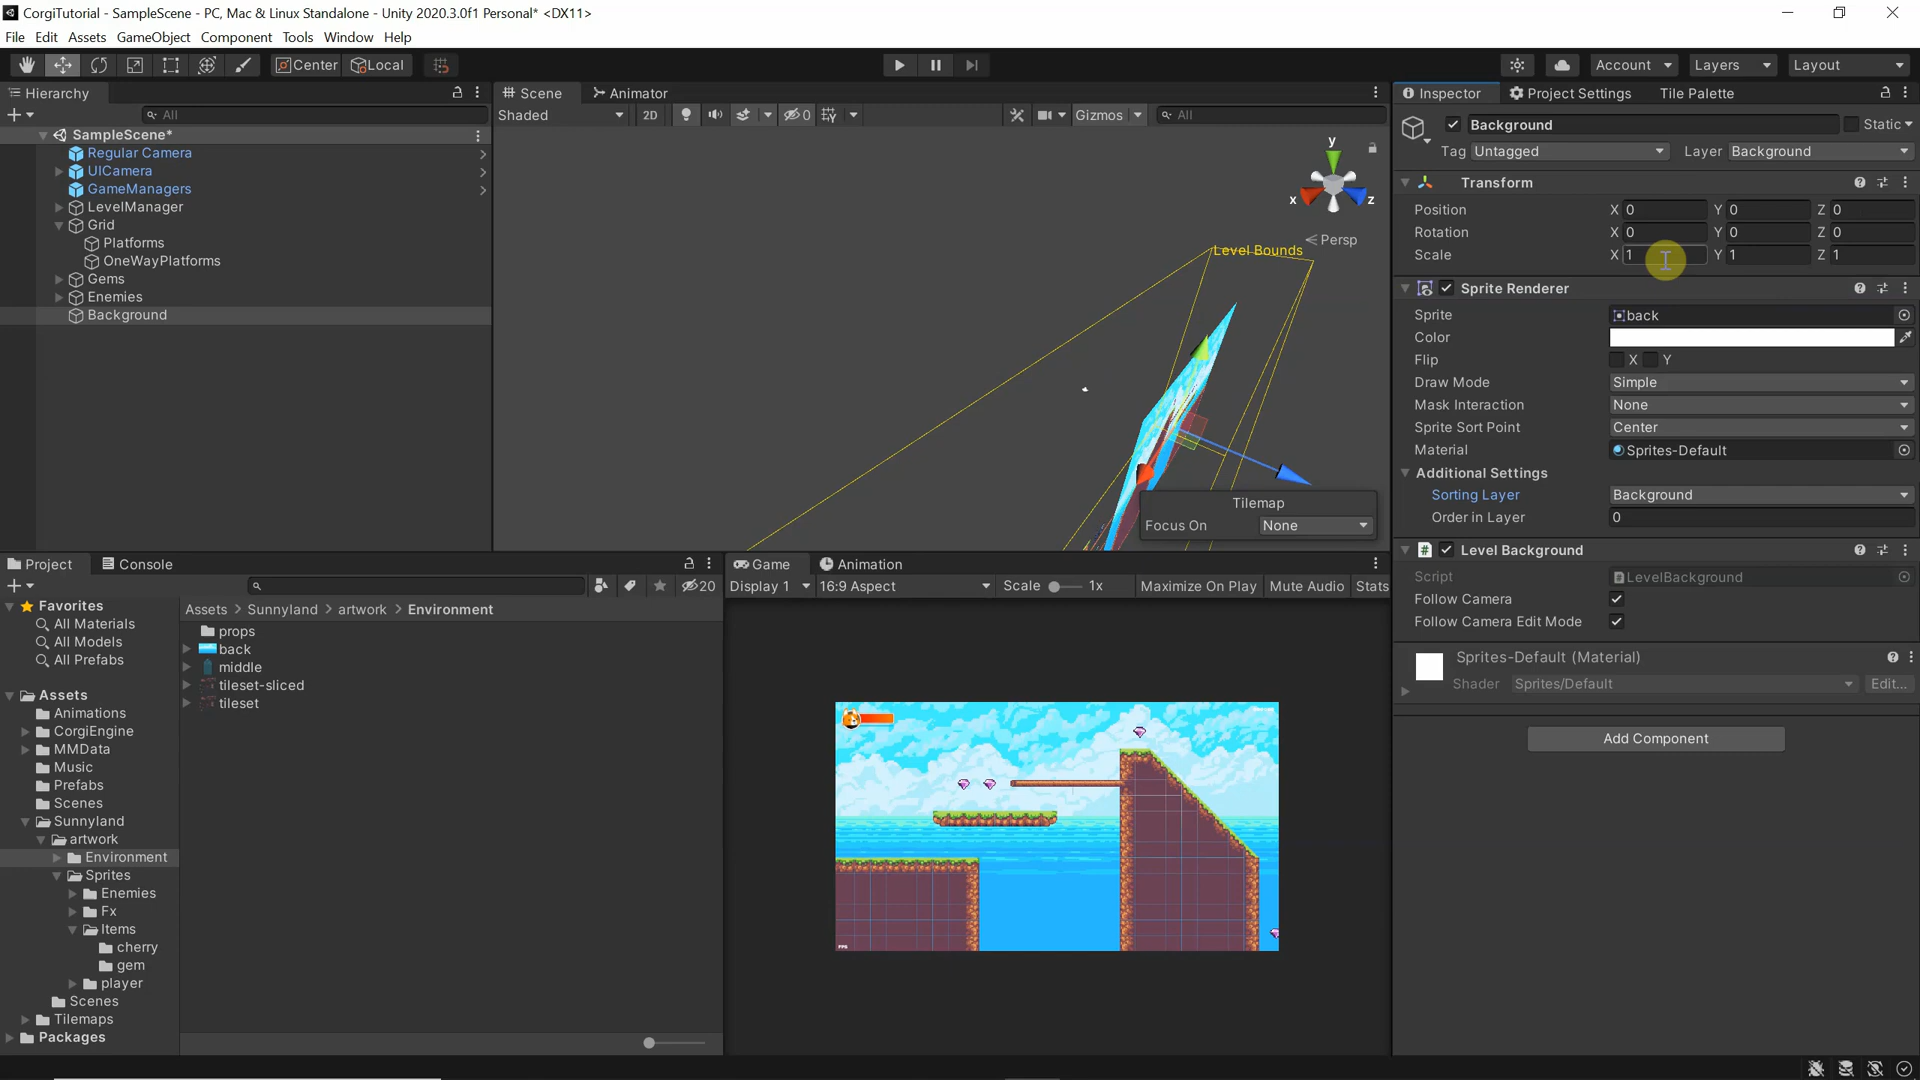 CorgiTutorial - SampleScene - PC, Mac & Linux Standalone - Unity 2020.3.0f1 Personal* <DX11>
File Edit Assets GameObject Component Tools Window Help
Center Local Account Layers Layout
Hierarchy
All
SampleScene*
Regular Camera
UICamera
GameManagers
LevelManager
Grid
Platforms
OneWayPlatforms
Gems
Enemies
Background
Scene Animator
Shaded 2D 0 Gizmos All
y
x z
Persp
Level Bounds
Tilemap
Focus On None
Project Console
20
Favorites
All Materials
All Models
All Prefabs
Assets
Animations
CorgiEngine
MMData
Music
Prefabs
Scenes
Sunnyland
artwork
Environment
Sprites
Enemies
Fx
Items
cherry
gem
player
Scenes
Tilemaps
Packages
Assets > Sunnyland > artwork > Environment
props
back
middle
tileset-sliced
tileset
Game Animation
Display 1 16:9 Aspect Scale 1x Maximize On Play Mute Audio Stats
FPS
Inspector Project Settings Tile Palette
Background Static
Tag Untagged Layer Background
Transform
Position X 0 Y 0 Z 0
Rotation X 0 Y 0 Z 0
Scale X 1 Y 1 Z 1
Sprite Renderer
Sprite back
Color
Flip X Y
Draw Mode Simple
Mask Interaction None
Sprite Sort Point Center
Material Sprites-Default
Additional Settings
Sorting Layer Background
Order in Layer 0
Level Background
Script LevelBackground
Follow Camera
Follow Camera Edit Mode
Sprites-Default (Material)
Shader Sprites/Default Edit...
Add Component